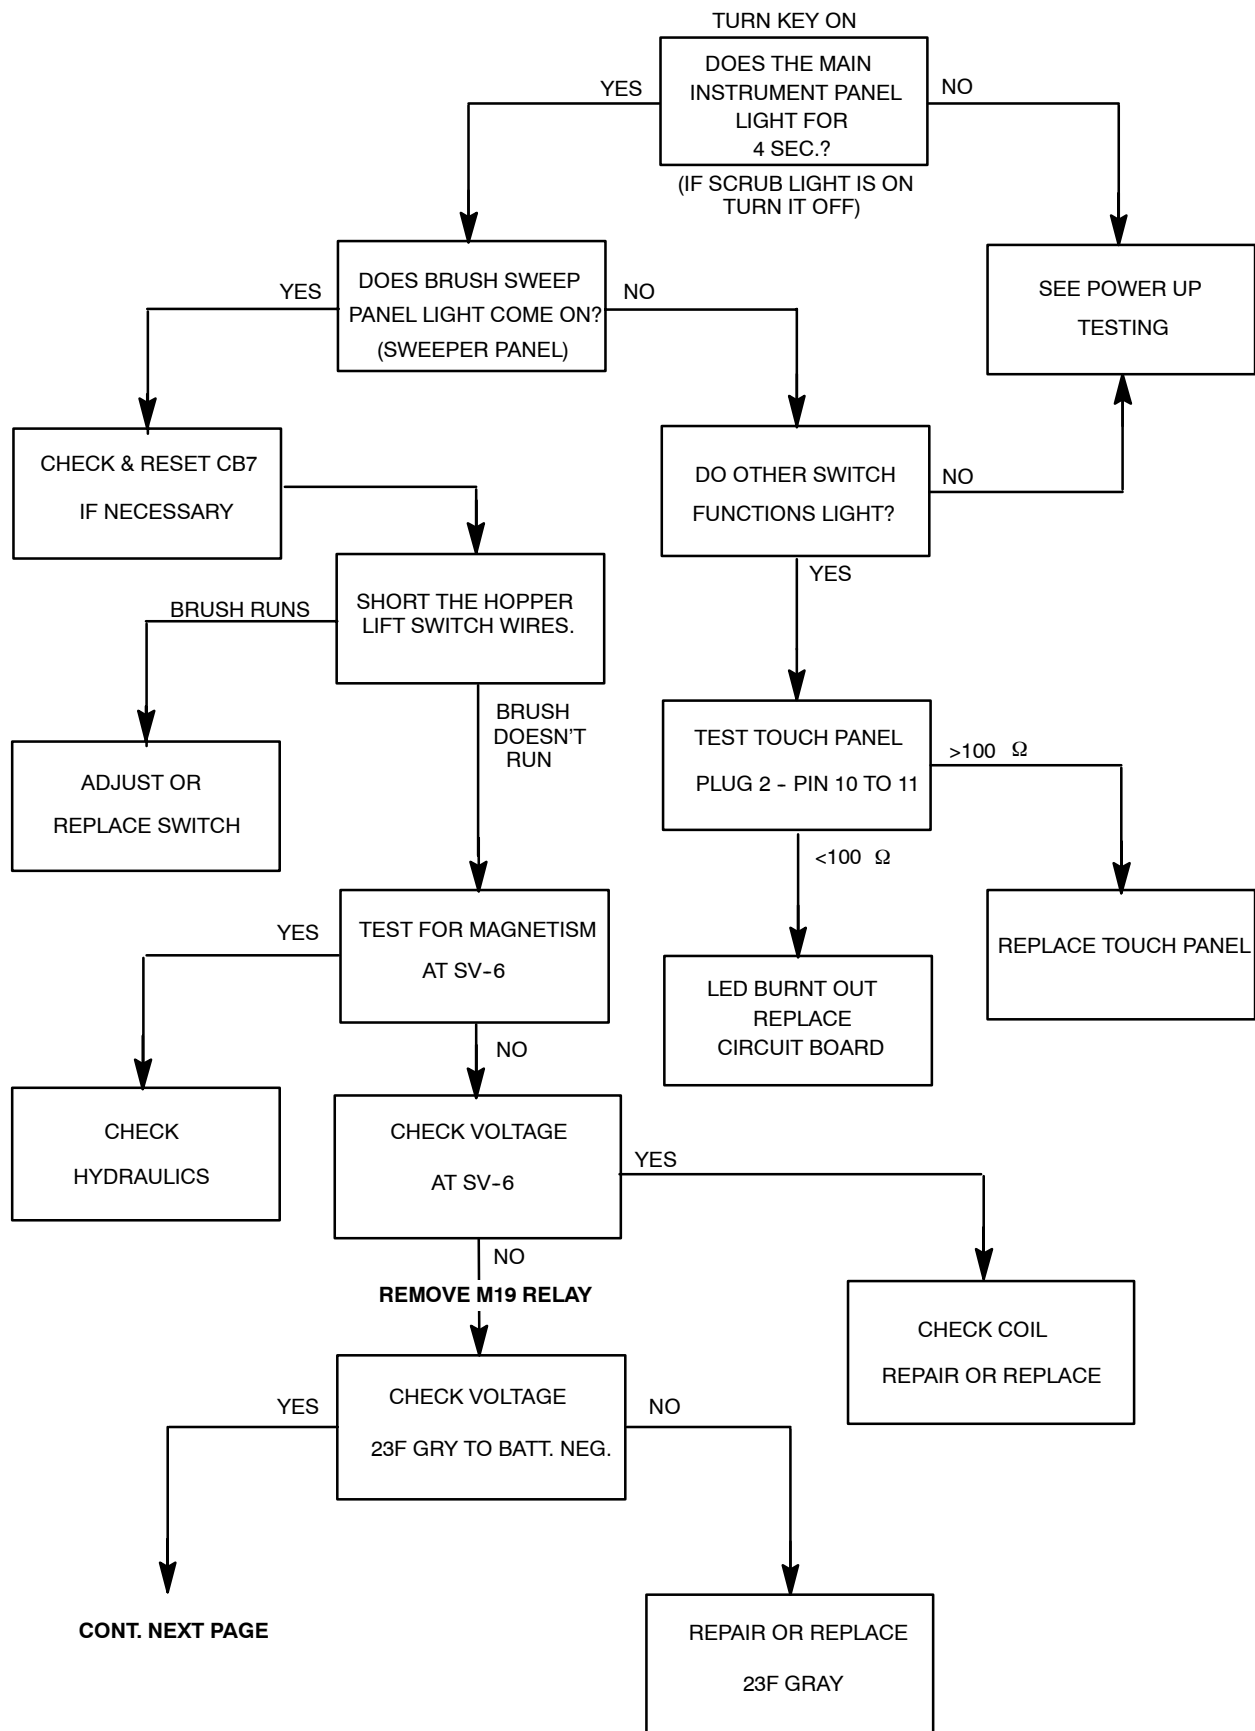 TURN KEY ON
DOES THE MAIN
INSTRUMENT PANEL
LIGHT FOR
4 SEC.?
YES
NO
(IF SCRUB LIGHT IS ON
TURN IT OFF)
DOES BRUSH SWEEP
PANEL LIGHT COME ON?
(SWEEPER PANEL)
YES
NO
SEE POWER UP
TESTING
CHECK & RESET CB7
IF NECESSARY
DO OTHER SWITCH
FUNCTIONS LIGHT?
NO
YES
SHORT THE HOPPER
LIFT SWITCH WIRES.
BRUSH RUNS
BRUSH
DOESN'T
RUN
ADJUST OR
REPLACE SWITCH
TEST TOUCH PANEL
PLUG 2 - PIN 10 TO 11
>100 Ω
<100 Ω
TEST FOR MAGNETISM
AT SV-6
YES
NO
LED BURNT OUT
REPLACE
CIRCUIT BOARD
REPLACE TOUCH PANEL
CHECK
HYDRAULICS
CHECK VOLTAGE
AT SV-6
YES
NO
REMOVE M19 RELAY
CHECK COIL
REPAIR OR REPLACE
CHECK VOLTAGE
23F GRY TO BATT. NEG.
YES
NO
CONT. NEXT PAGE
REPAIR OR REPLACE
23F GRAY